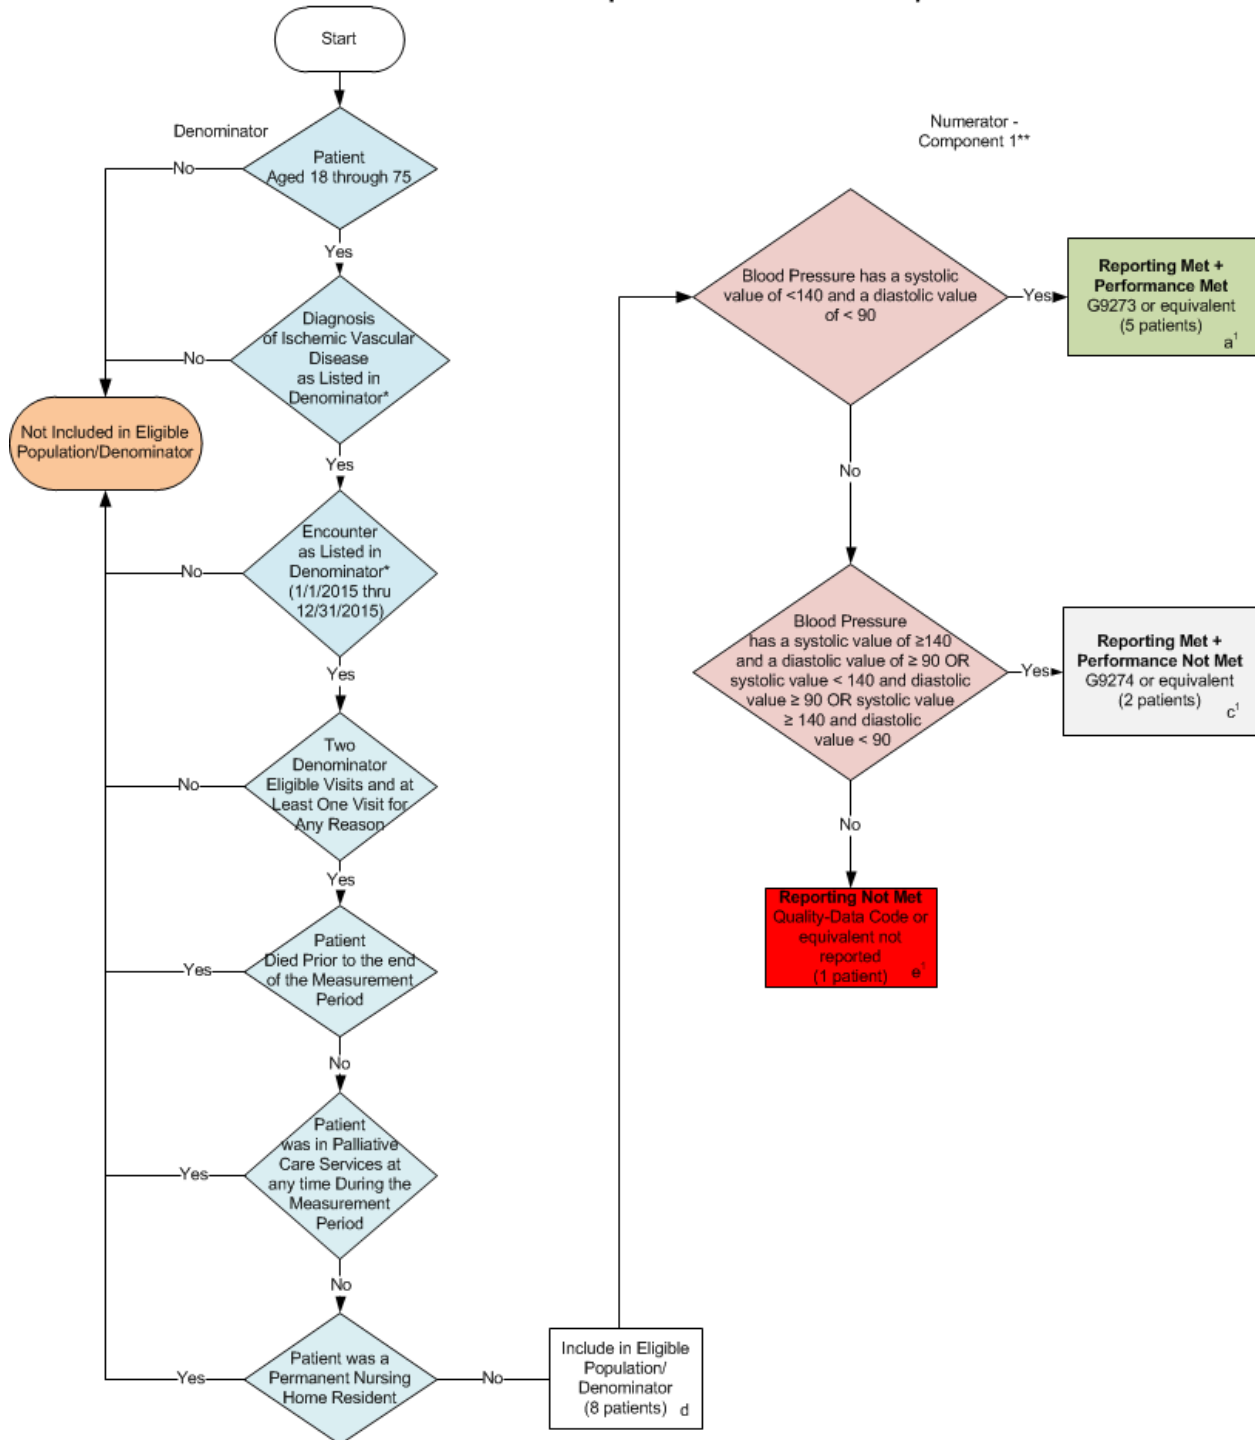 Start
Denominator
Patient
Aged 18 through 75
No
Yes
Diagnosis
of Ischemic Vascular
Disease
as Listed in
Denominator*
No
Not Included in Eligible
Population/Denominator
Yes
Encounter
as Listed in
Denominator*
(1/1/2015 thru
12/31/2015)
No
Yes
Two
Denominator
Eligible Visits and at
Least One Visit for
Any Reason
No
Yes
Patient
Died Prior to the end
of the Measurement
Period
Yes
No
Patient
was in Palliative
Care Services at
any time During the
Measurement
Period
Yes
No
Patient was a
Permanent Nursing
Home Resident
Yes
No
Include in Eligible
Population/
Denominator
(8 patients) d
Numerator -
Component 1**
Blood Pressure has a systolic
value of <140 and a diastolic value
of < 90
Yes
Reporting Met +
Performance Met
G9273 or equivalent
(5 patients)
a¹
No
Blood Pressure
has a systolic value of ≥140
and a diastolic value of ≥ 90 OR
systolic value < 140 and diastolic
value ≥ 90 OR systolic value
≥ 140 and diastolic
value < 90
Yes
Reporting Met +
Performance Not Met
G9274 or equivalent
(2 patients)
c¹
No
Reporting Not Met
Quality-Data Code or
equivalent not
reported
(1 patient) e¹